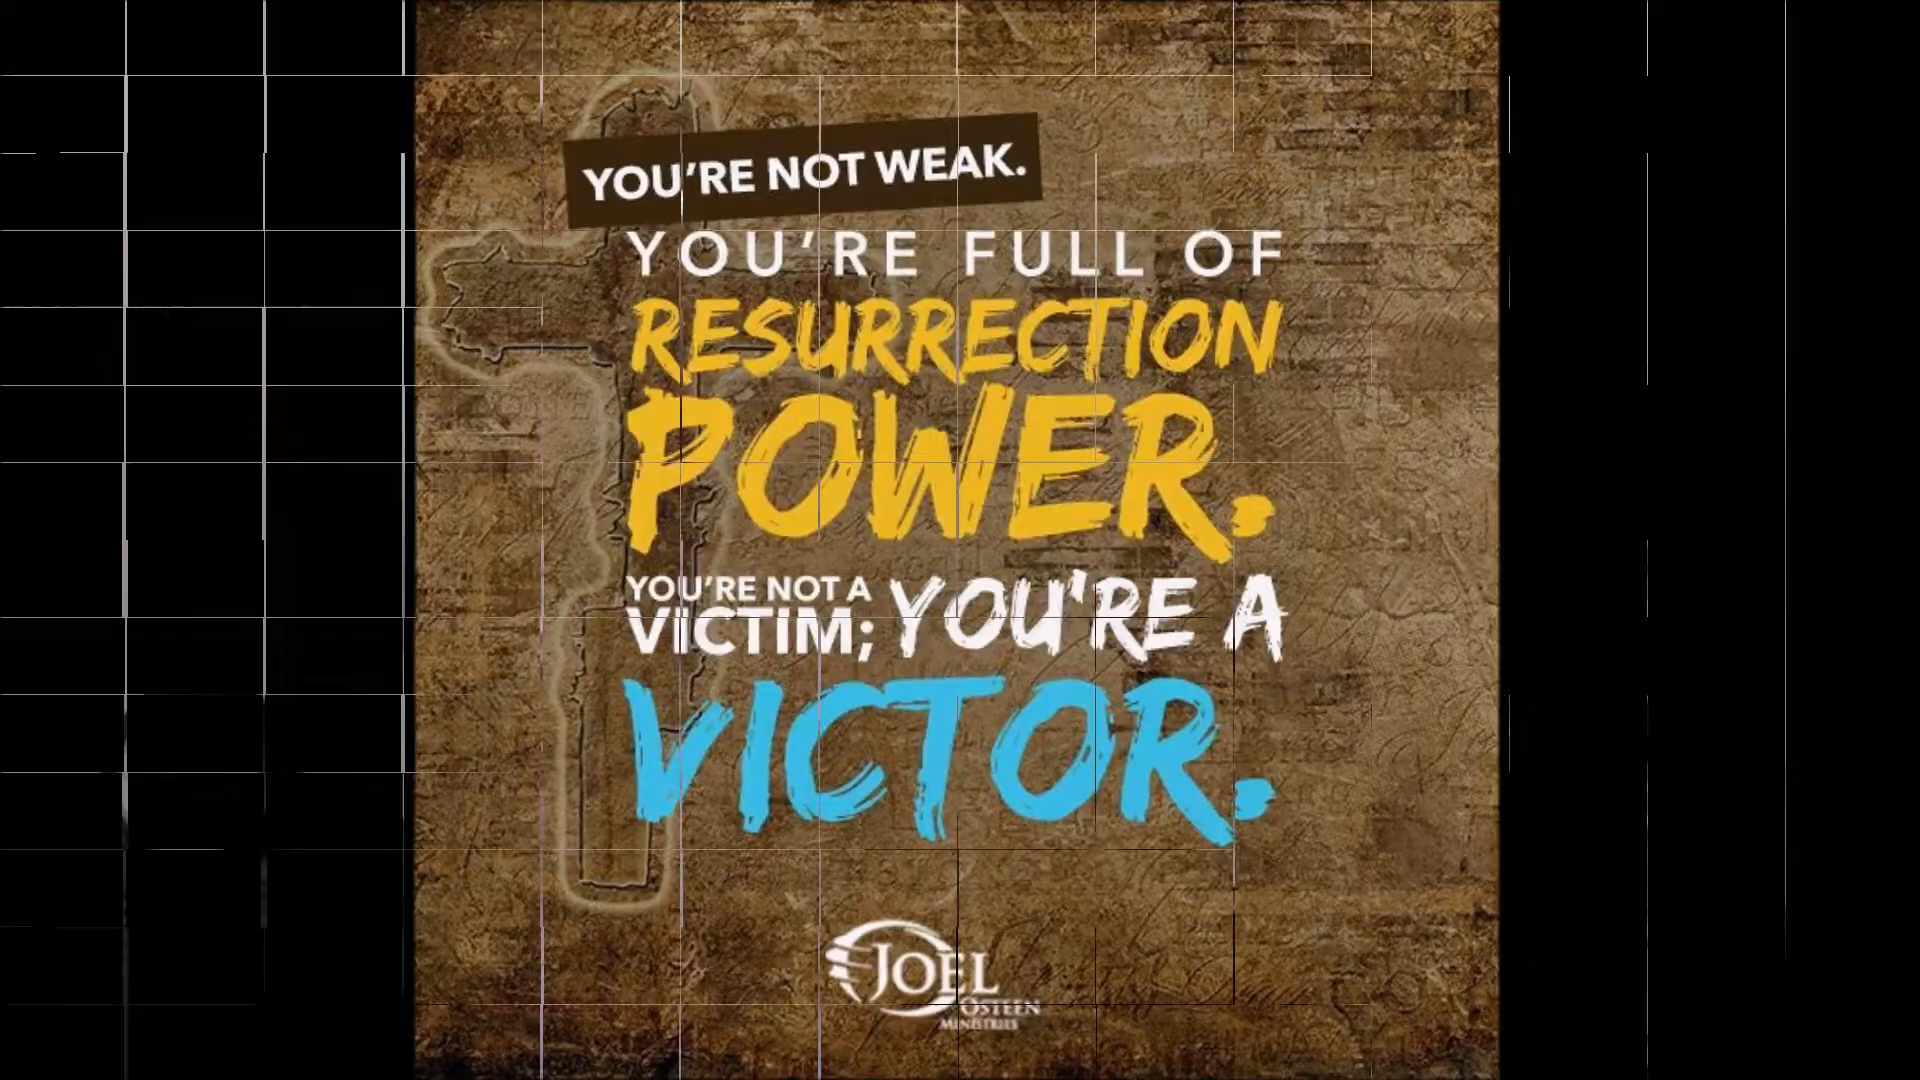 YOU'RE NOT WEAK.
YOU'RE FULL OF
RESURRECTION
POWER.
YOU'RE NOT A
VICTIM; YOU'RE A
VICTOR.
JOEL
OSTEEN
MINISTRIES